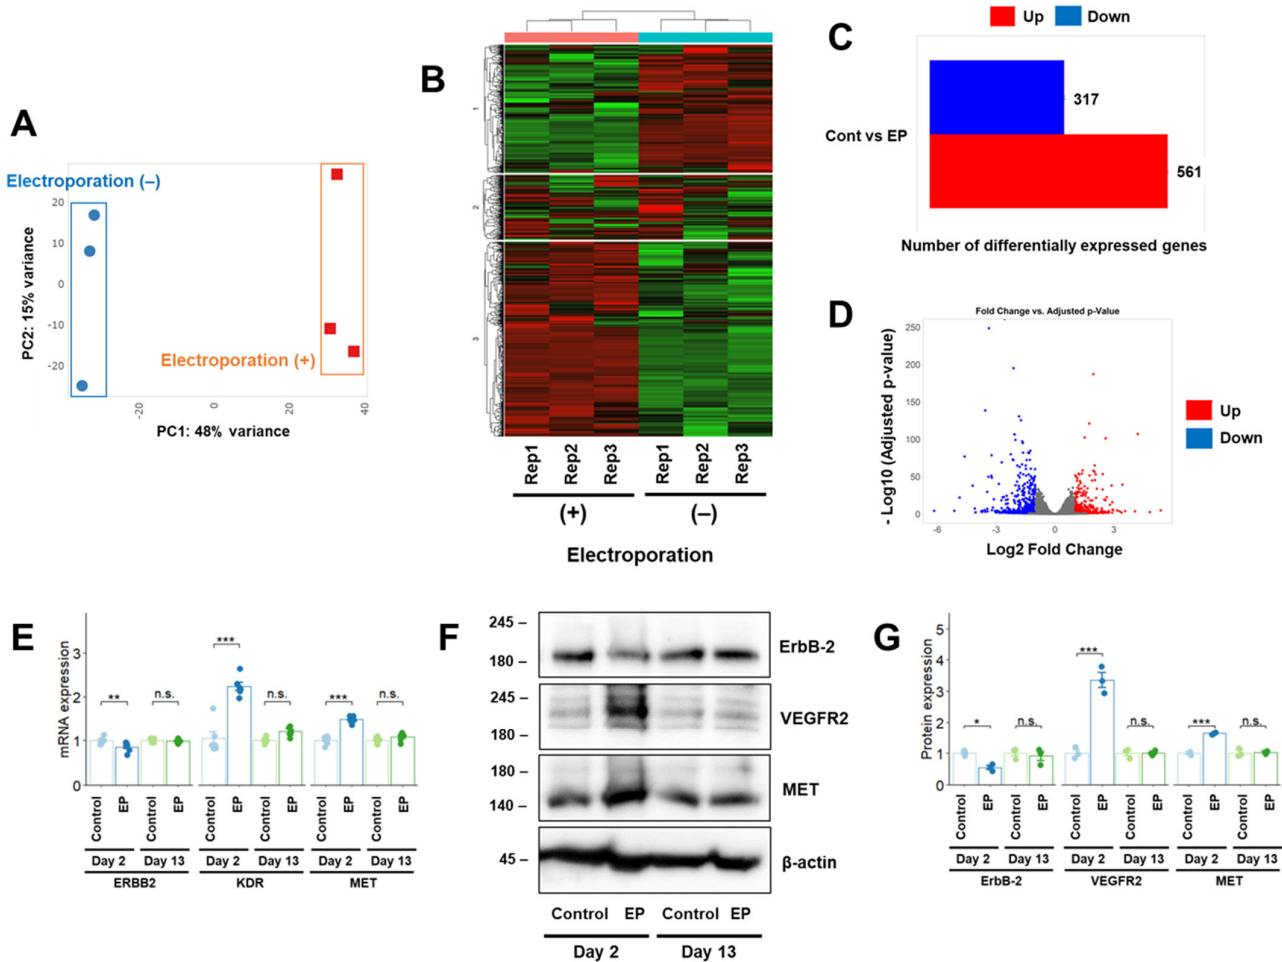 A
Electroporation (–)
20
10
0
-10
-20
PC2: 15% variance
Electroporation (+)
-20
0
20
40
PC1: 48% variance
B
1
2
3
Rep1
Rep2
Rep3
Rep1
Rep2
Rep3
(+)
(–)
Electroporation
C
Up
Down
Cont vs EP
317
561
Number of differentially expressed genes
D
Fold Change vs. Adjusted p-Value
250
200
150
100
50
0
- Log10 (Adjusted p-value)
-6
-3
0
3
Log2 Fold Change
Up
Down
E
mRNA expression
3
2
1
0
**
n.s.
***
n.s.
***
n.s.
Control
EP
Control
EP
Control
EP
Control
EP
Control
EP
Control
EP
Day 2
Day 13
Day 2
Day 13
Day 2
Day 13
ERBB2
KDR
MET
F
245 –
180 –
ErbB-2
245 –
180 –
VEGFR2
180 –
140 –
MET
45 –
β-actin
Control
EP
Control
EP
Day 2
Day 13
G
Protein expression
5
4
3
2
1
0
*
n.s.
***
n.s.
***
n.s.
Control
EP
Control
EP
Control
EP
Control
EP
Control
EP
Control
EP
Day 2
Day 13
Day 2
Day 13
Day 2
Day 13
ErbB-2
VEGFR2
MET